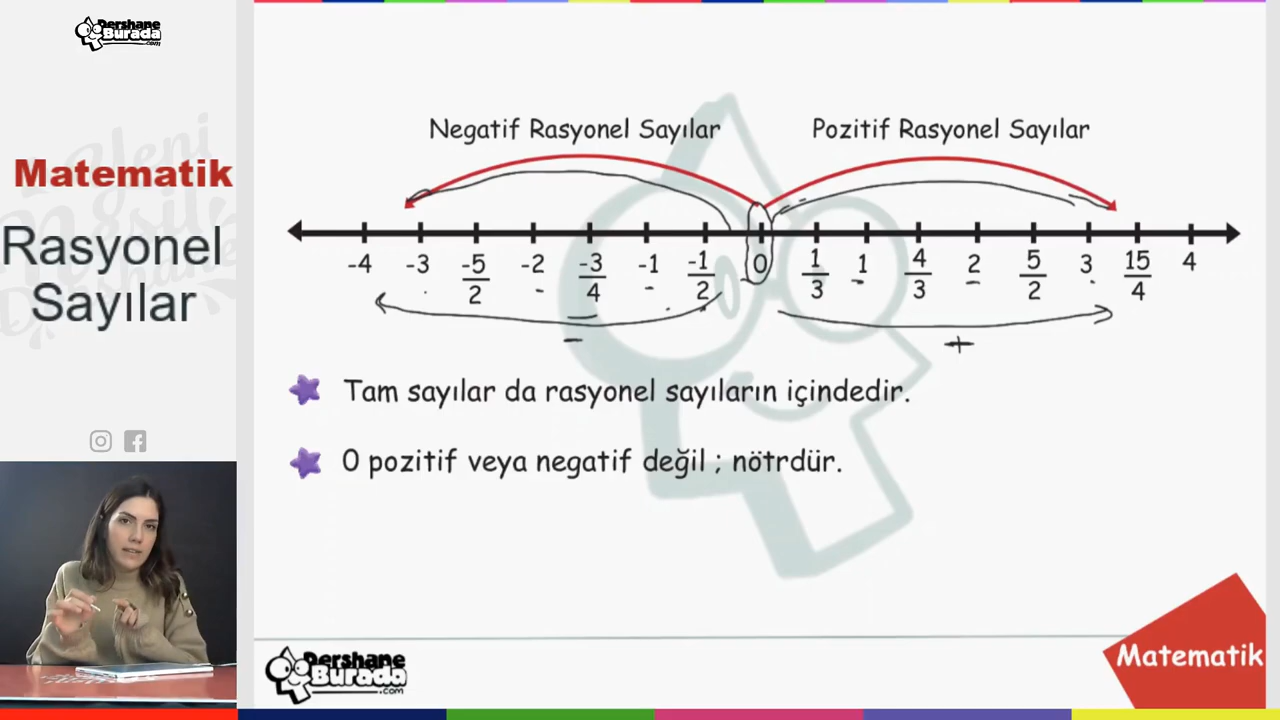 Dershane
Burada
.com
Matematik
Rasyonel
Sayılar
Negatif Rasyonel Sayılar
Pozitif Rasyonel Sayılar
-4 -3 -5/2 -2 -3/4 -1 -1/2 0 1/3 1 4/3 2 5/2 3 15/4 4
- +
Tam sayılar da rasyonel sayıların içindedir.
0 pozitif veya negatif değil ; nötrdür.
Dershane
Burada
.com
Matematik